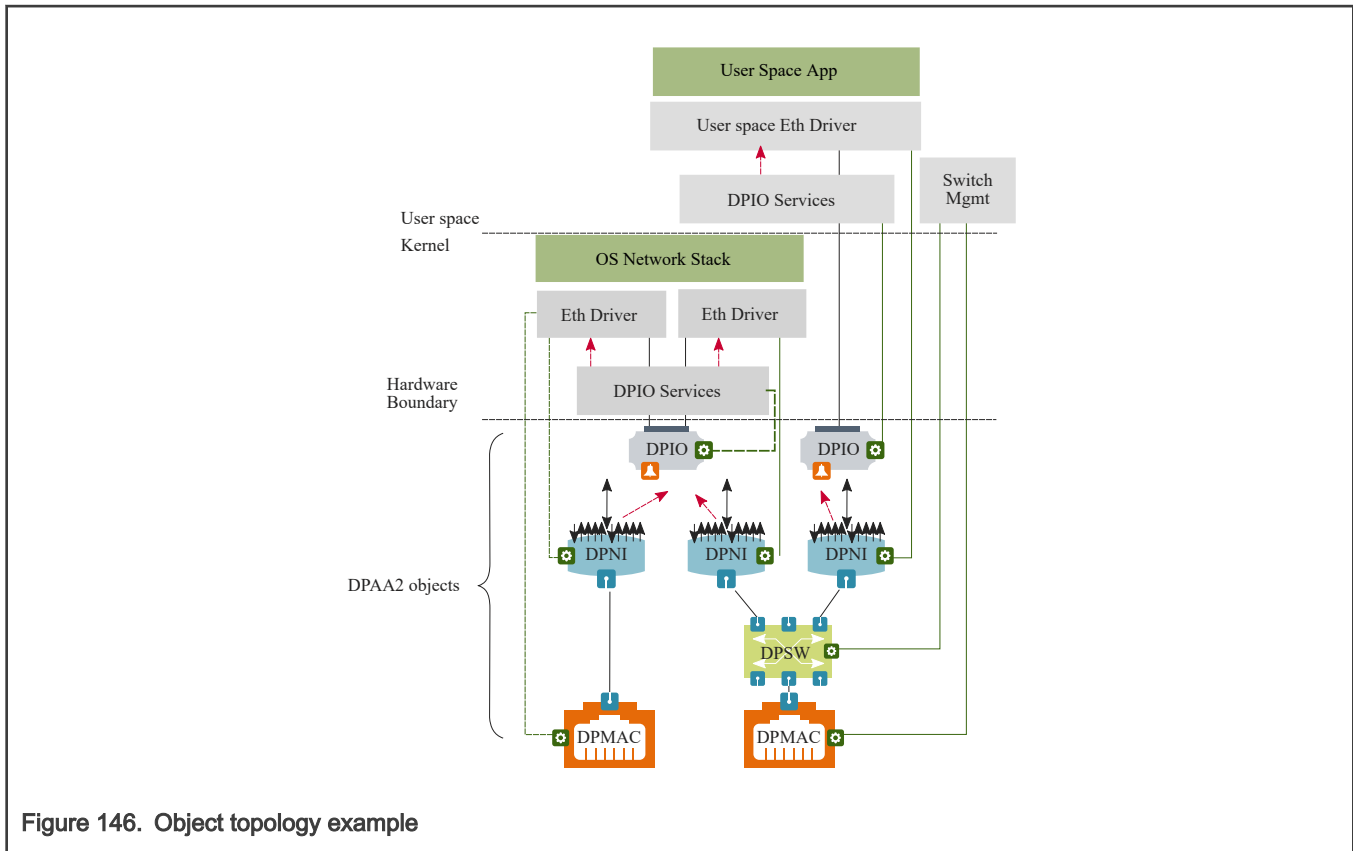 User Space App
User space Eth Driver
DPIO Services
Switch
Mgmt
User space
Kernel
OS Network Stack
Eth Driver
Eth Driver
DPIO Services
Hardware
Boundary
DPIO
DPIO
DPNI
DPNI
DPNI
DPAA2 objects
DPSW
DPMAC
DPMAC
Figure 146. Object topology example